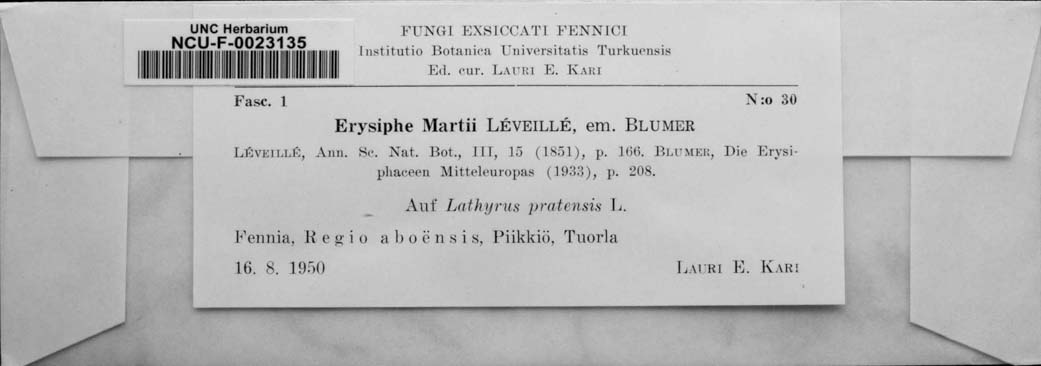 UNC Herbarium
NCU-F-0023135
FUNGI EXSICCATI FENNICI
Institutio Botanica Universitatis Turkuensis
Ed. cur. LAURI E. KARI
Fasc. 1 N:o 30
Erysiphe Martii LÉVEILLÉ, em. BLUMER
LÉVEILLÉ, Ann. Sc. Nat. Bot., III, 15 (1851), p. 166. BLUMER, Die Erysi-
phaceen Mitteleuropas (1933), p. 208.
Auf Lathyrus pratensis L.
Fennia, Regio aboënsis, Piikkiö, Tuorla
16. 8. 1950 LAURI E. KARI